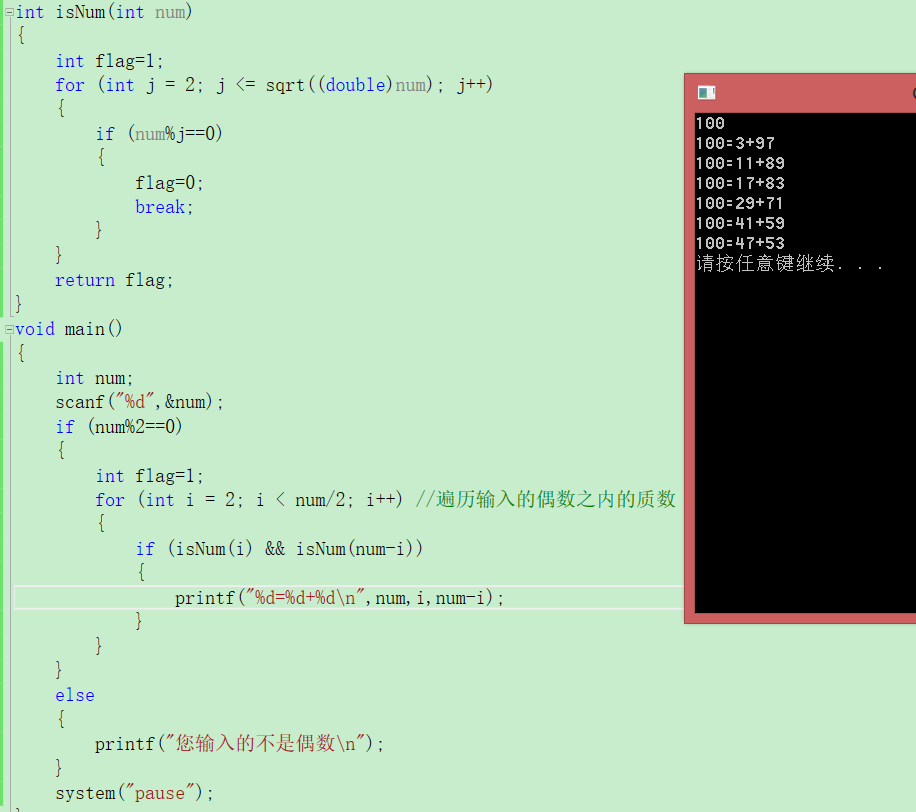 int isNum(int num)
{
    int flag=1;
    for (int j = 2; j <= sqrt((double)num); j++)
    {
        if (num%j==0)
        {
            flag=0;
            break;
        }
    }
    return flag;
}
void main()
{
    int num;
    scanf("%d",&num);
    if (num%2==0)
    {
        int flag=1;
        for (int i = 2; i < num/2; i++) //遍历输入的偶数之内的质数
        {
            if (isNum(i) && isNum(num-i))
            {
                printf("%d=%d+%d\n",num,i,num-i);
            }
        }
    }
    else
    {
        printf("您输入的不是偶数\n");
    }
    system("pause");
100
100=3+97
100=11+89
100=17+83
100=29+71
100=41+59
100=47+53
请按任意键继续. . .